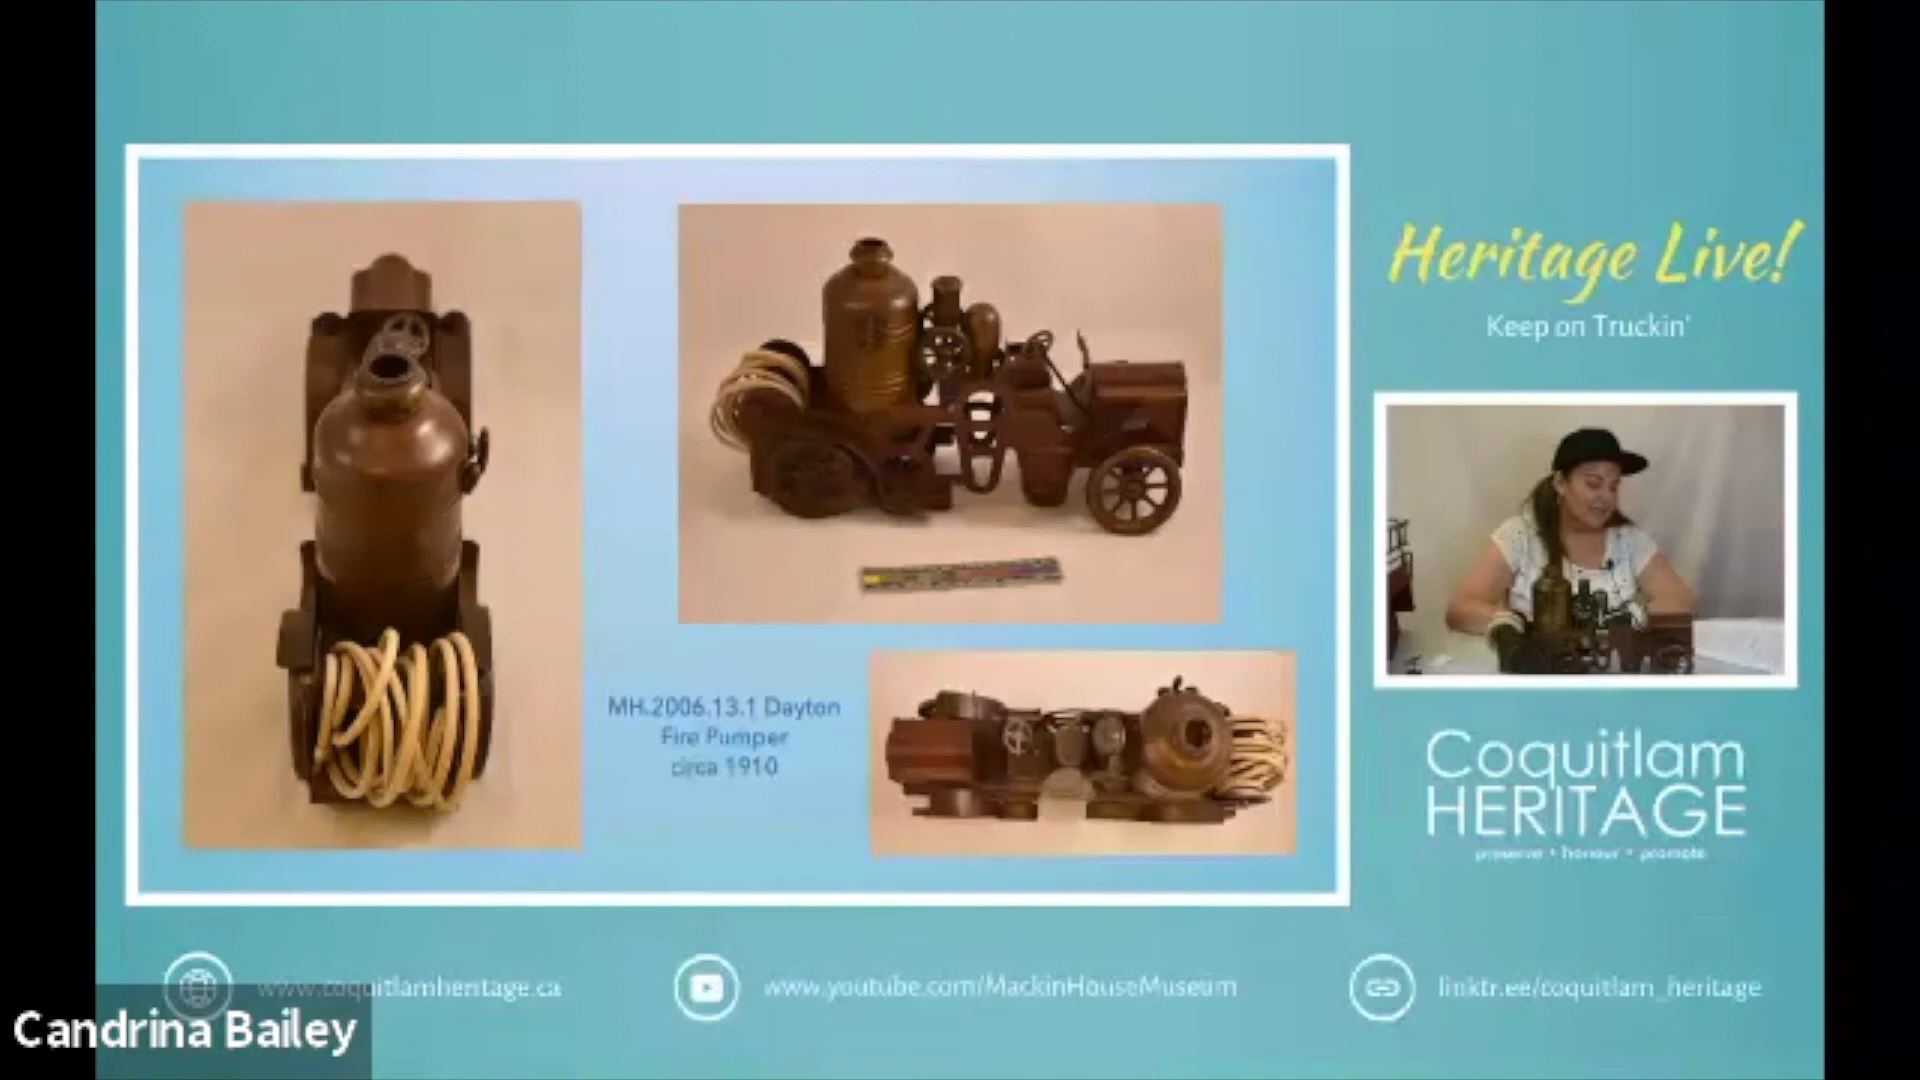 Heritage Live!
Keep on Truckin'
MH.2006.13.1 Dayton
Fire Pumper
circa 1910
Coquitlam
HERITAGE
preserve • honour • promote
www.coquitlamheritage.ca
www.youtube.com/MackinHouseMuseum
linktr.ee/coquitlam_heritage
Candrina Bailey